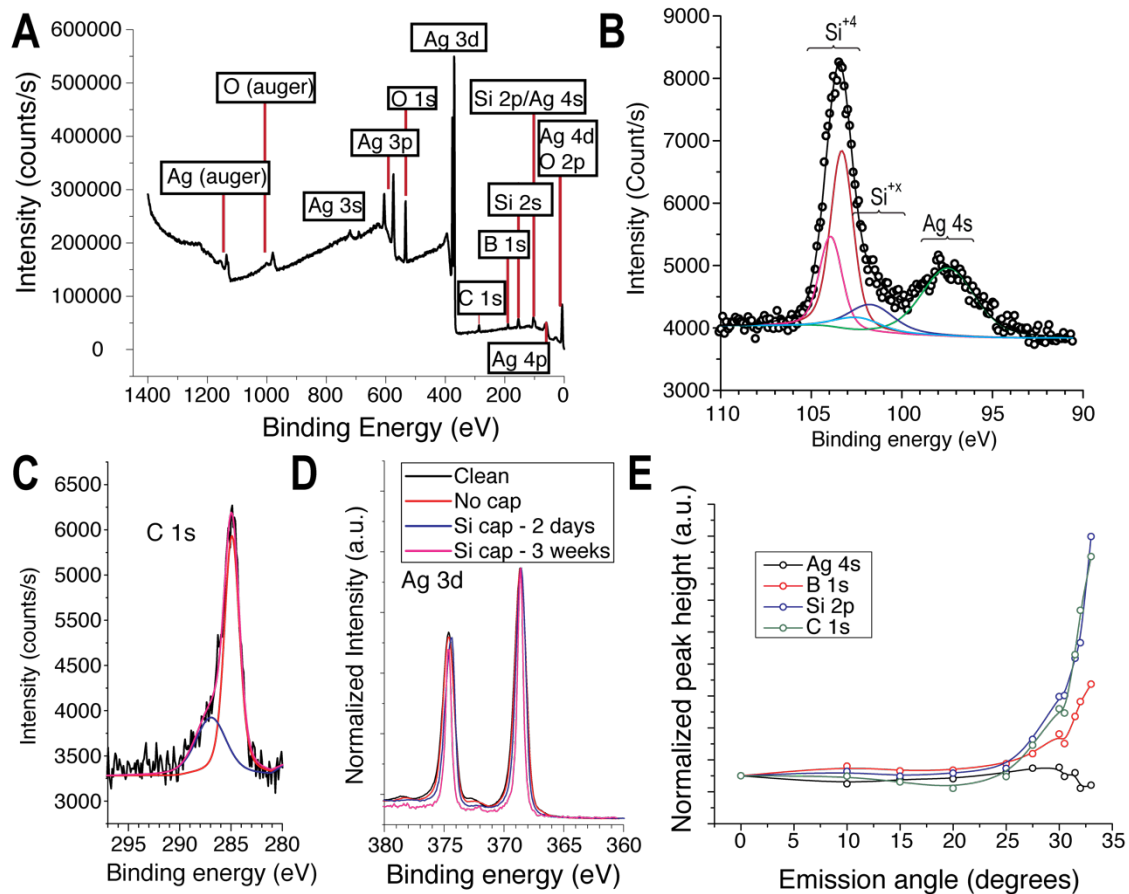 A
Intensity (counts/s)
600000
500000
400000
300000
200000
100000
0
1400
1200
1000
800
600
400
200
0
Binding Energy (eV)
Ag 3d
O (auger)
O 1s
Si 2p/Ag 4s
Ag 3p
Ag 4d
O 2p
Ag (auger)
Ag 3s
Si 2s
B 1s
C 1s
Ag 4p
B
Intensity (Count/s)
9000
8000
7000
6000
5000
4000
3000
110
105
100
95
90
Binding energy (eV)
Si+4
Si+x
Ag 4s
C
Intensity (counts/s)
6500
6000
5500
5000
4500
4000
3500
3000
295
290
285
280
Binding energy (eV)
C 1s
D
Normalized Intensity (a.u.)
Clean
No cap
Si cap - 2 days
Si cap - 3 weeks
Ag 3d
380
375
370
365
360
Binding energy (eV)
E
Normalized peak height (a.u.)
Ag 4s
B 1s
Si 2p
C 1s
0
5
10
15
20
25
30
35
Emission angle (degrees)